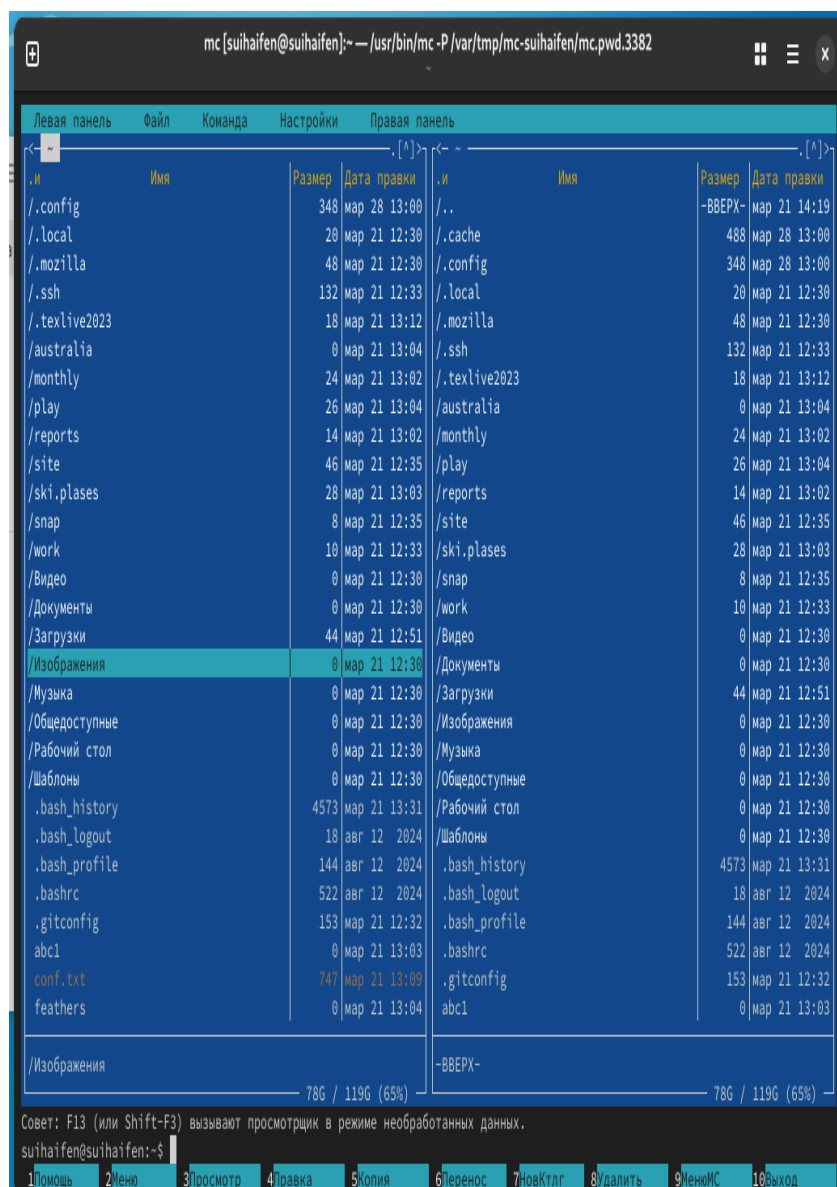 mc [suihaifen@suihaifen]:~ — /usr/bin/mc -P /var/tmp/mc-suihaifen/mc.pwd.3382
~
Левая панель Файл Команда Настройки Правая панель
<─ ~ ─.[^]>
.и Имя Размер Дата правки
/.config 348 мар 28 13:00
/.local 20 мар 21 12:30
/.mozilla 48 мар 21 12:30
/.ssh 132 мар 21 12:33
/.texlive2023 18 мар 21 13:12
/australia 0 мар 21 13:04
/monthly 24 мар 21 13:02
/play 26 мар 21 13:04
/reports 14 мар 21 13:02
/site 46 мар 21 12:35
/ski.plases 28 мар 21 13:03
/snap 8 мар 21 12:35
/work 10 мар 21 12:33
/Видео 0 мар 21 12:30
/Документы 0 мар 21 12:30
/Загрузки 44 мар 21 12:51
/Изображения 0 мар 21 12:30
/Музыка 0 мар 21 12:30
/Общедоступные 0 мар 21 12:30
/Рабочий стол 0 мар 21 12:30
/Шаблоны 0 мар 21 12:30
.bash_history 4573 мар 21 13:31
.bash_logout 18 авг 12 2024
.bash_profile 144 авг 12 2024
.bashrc 522 авг 12 2024
.gitconfig 153 мар 21 12:32
abc1 0 мар 21 13:03
conf.txt 747 мар 21 13:09
feathers 0 мар 21 13:04
/Изображения
78G / 119G (65%)
<─ ~ ─.[^]>
.и Имя Размер Дата правки
/.. -ВВЕРХ- мар 21 14:19
/.cache 488 мар 28 13:00
/.config 348 мар 28 13:00
/.local 20 мар 21 12:30
/.mozilla 48 мар 21 12:30
/.ssh 132 мар 21 12:33
/.texlive2023 18 мар 21 13:12
/australia 0 мар 21 13:04
/monthly 24 мар 21 13:02
/play 26 мар 21 13:04
/reports 14 мар 21 13:02
/site 46 мар 21 12:35
/ski.plases 28 мар 21 13:03
/snap 8 мар 21 12:35
/work 10 мар 21 12:33
/Видео 0 мар 21 12:30
/Документы 0 мар 21 12:30
/Загрузки 44 мар 21 12:51
/Изображения 0 мар 21 12:30
/Музыка 0 мар 21 12:30
/Общедоступные 0 мар 21 12:30
/Рабочий стол 0 мар 21 12:30
/Шаблоны 0 мар 21 12:30
.bash_history 4573 мар 21 13:31
.bash_logout 18 авг 12 2024
.bash_profile 144 авг 12 2024
.bashrc 522 авг 12 2024
.gitconfig 153 мар 21 12:32
abc1 0 мар 21 13:03
-ВВЕРХ-
78G / 119G (65%)
Совет: F13 (или Shift-F3) вызывают просмотрщик в режиме необработанных данных.
suihaifen@suihaifen:~$
1Помощь 2Меню 3Просмотр 4Правка 5Копия 6Перенос 7НовКтлг 8Удалить 9МенюMC 10Выход